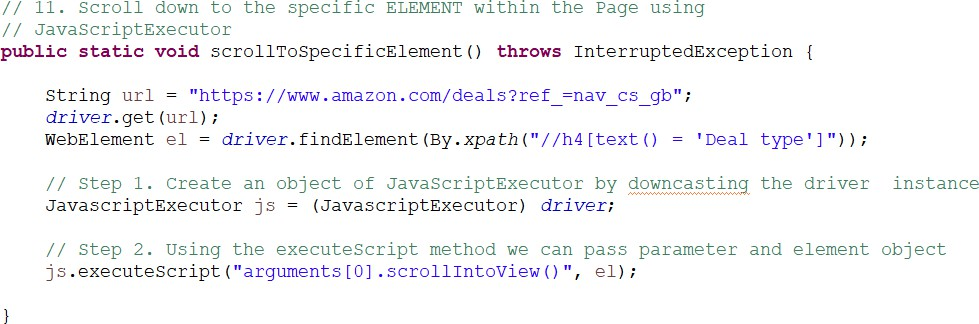 // 11. Scroll down to the specific ELEMENT within the Page using
// JavaScriptExecutor
public static void scrollToSpecificElement() throws InterruptedException {
String url = "https://www.amazon.com/deals?ref_=nav_cs_gb";
driver.get(url);
WebElement el = driver.findElement(By.xpath("//h4[text() = 'Deal type']"));
// Step 1. Create an object of JavaScriptExecutor by downcasting the driver  instance
JavascriptExecutor js = (JavascriptExecutor) driver;
// Step 2. Using the executeScript method we can pass parameter and element object
js.executeScript("arguments[0].scrollIntoView()", el);
}